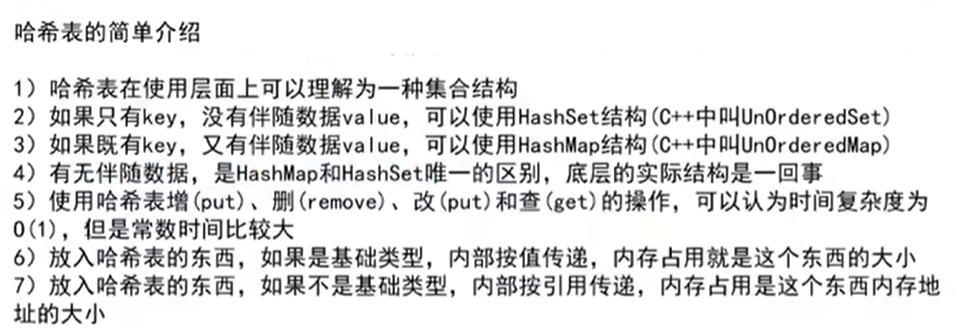 哈希表的简单介绍
1）哈希表在使用层面上可以理解为一种集合结构
2）如果只有key，没有伴随数据value，可以使用HashSet结构(C++中叫UnOrderedSet)
3）如果既有key，又有伴随数据value，可以使用HashMap结构(C++中叫UnOrderedMap)
4）有无伴随数据，是HashMap和HashSet唯一的区别，底层的实际结构是一回事
5）使用哈希表增(put)、删(remove)、改(put)和查(get)的操作，可以认为时间复杂度为
O(1)，但是常数时间比较大
6）放入哈希表的东西，如果是基础类型，内部按值传递，内存占用就是这个东西的大小
7）放入哈希表的东西，如果不是基础类型，内部按引用传递，内存占用是这个东西内存地
址的大小